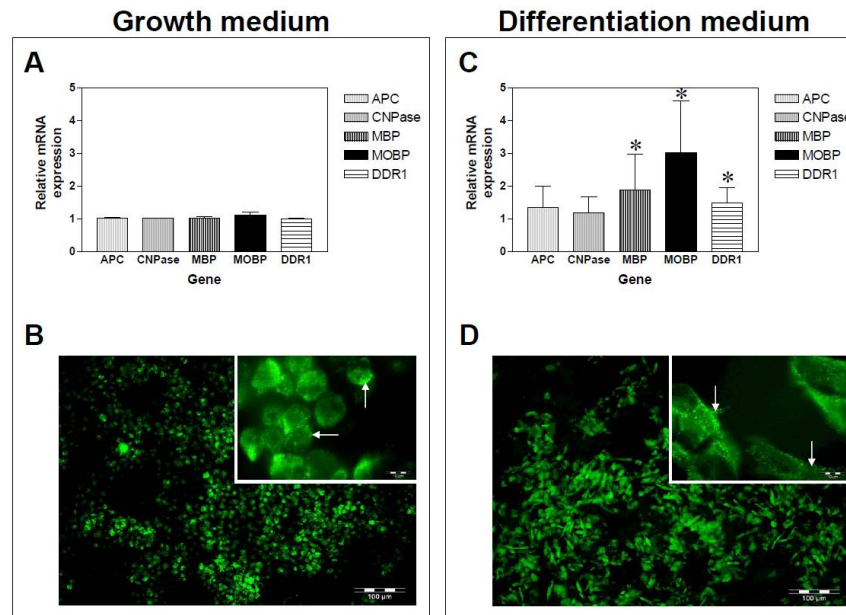 Growth medium
A
Relative mRNA
expression
5
4
3
2
1
0
APC
CNPase
MBP
MOBP
DDR1
APC CNPase MBP MOBP DDR1
Gene
B
100 µm
Differentiation medium
C
Relative mRNA
expression
5
4
3
2
1
0
* * *
APC
CNPase
MBP
MOBP
DDR1
APC CNPase MBP MOBP DDR1
Gene
D
100 µm